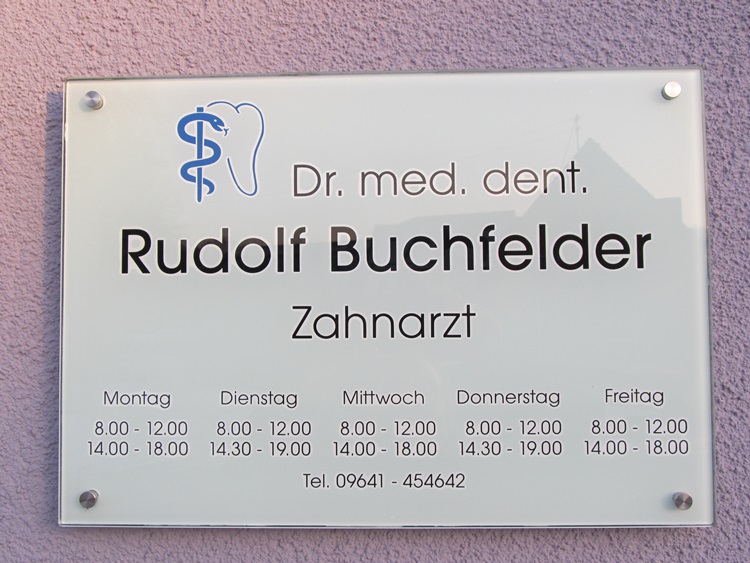 Dr. med. dent.
Rudolf Buchfelder
Zahnarzt
Montag Dienstag Mittwoch Donnerstag Freitag
8.00 - 12.00 8.00 - 12.00 8.00 - 12.00 8.00 - 12.00 8.00 - 12.00
14.00 - 18.00 14.30 - 19.00 14.00 - 18.00 14.30 - 19.00 14.00 - 18.00
Tel. 09641 - 454642